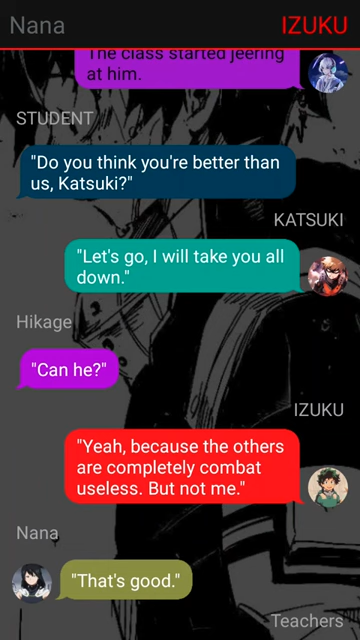 Nana
IZUKU
The class started jeering
at him.
STUDENT
"Do you think you're better than
us, Katsuki?"
KATSUKI
"Let's go, I will take you all
down."
Hikage
"Can he?"
IZUKU
"Yeah, because the others
are completely combat
useless. But not me."
Nana
"That's good."
Teachers